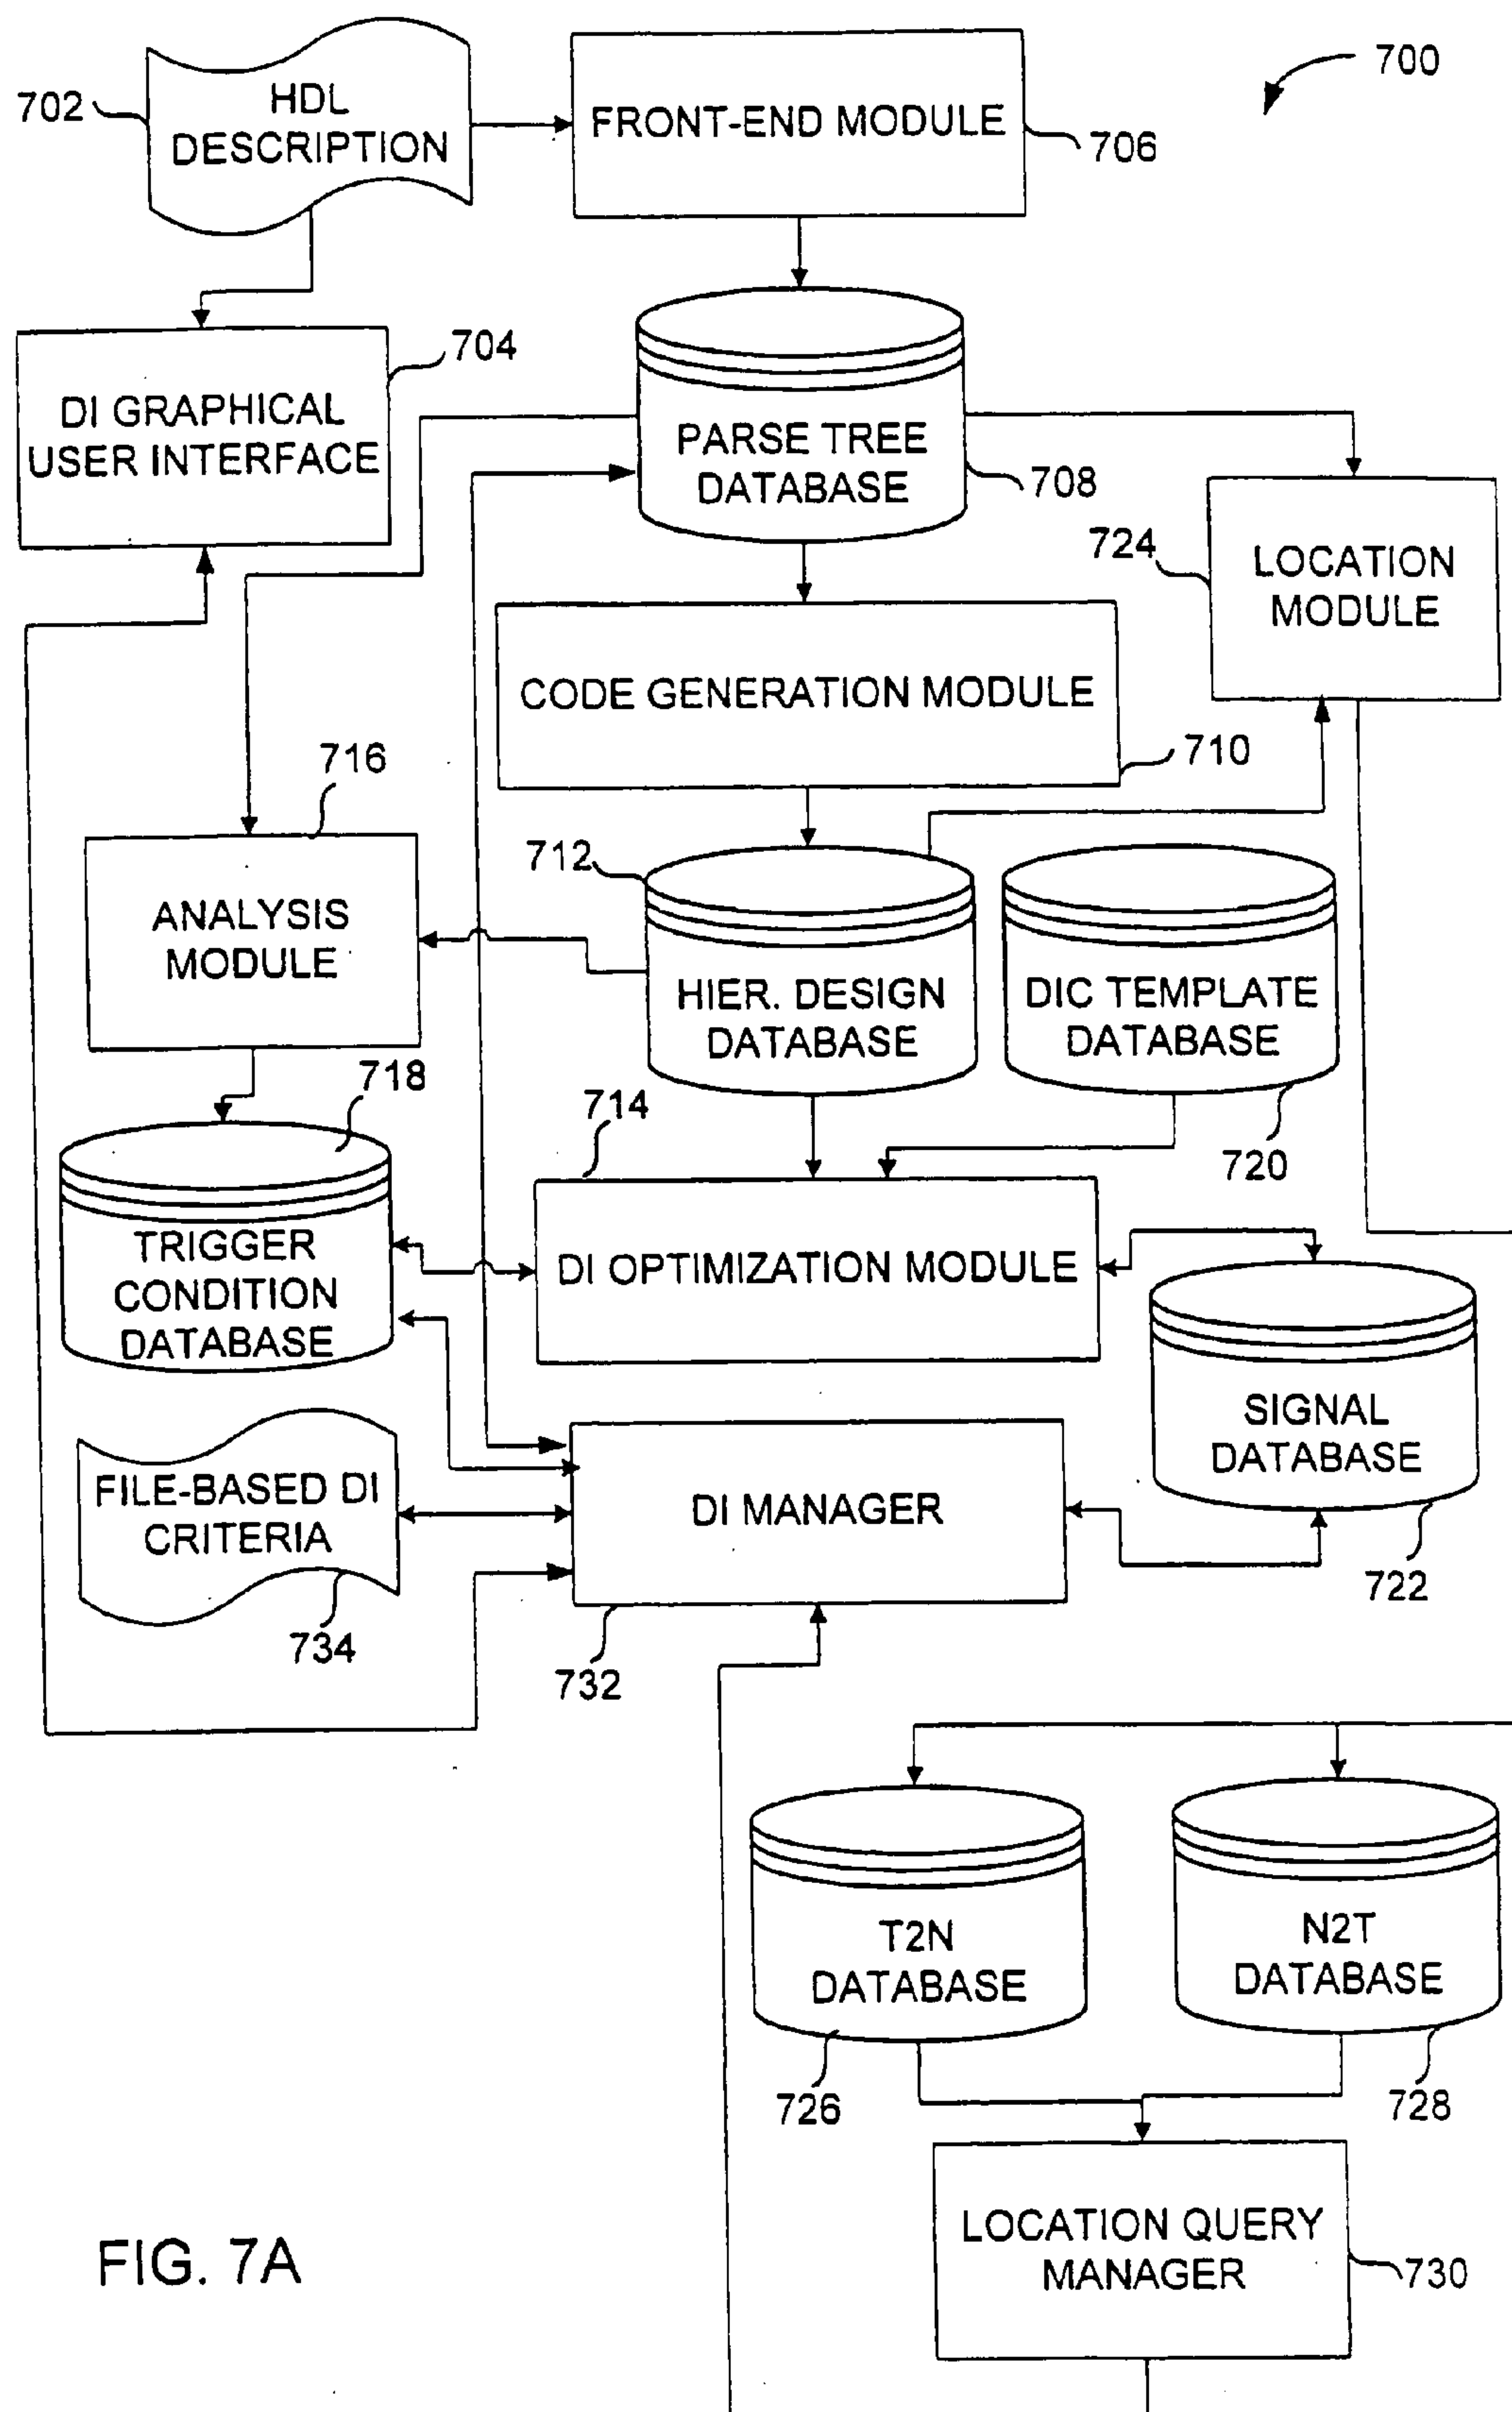 700
702
HDL
DESCRIPTION
FRONT-END MODULE
706
704
DI GRAPHICAL
USER INTERFACE
PARSE TREE
DATABASE
708
724
LOCATION
MODULE
CODE GENERATION MODULE
710
716
ANALYSIS
MODULE
712
HIER. DESIGN
DATABASE
DIC TEMPLATE
DATABASE
720
718
714
TRIGGER
CONDITION
DATABASE
DI OPTIMIZATION MODULE
SIGNAL
DATABASE
722
FILE-BASED DI
CRITERIA
734
DI MANAGER
732
T2N
DATABASE
726
N2T
DATABASE
728
LOCATION QUERY
MANAGER
730
FIG. 7A